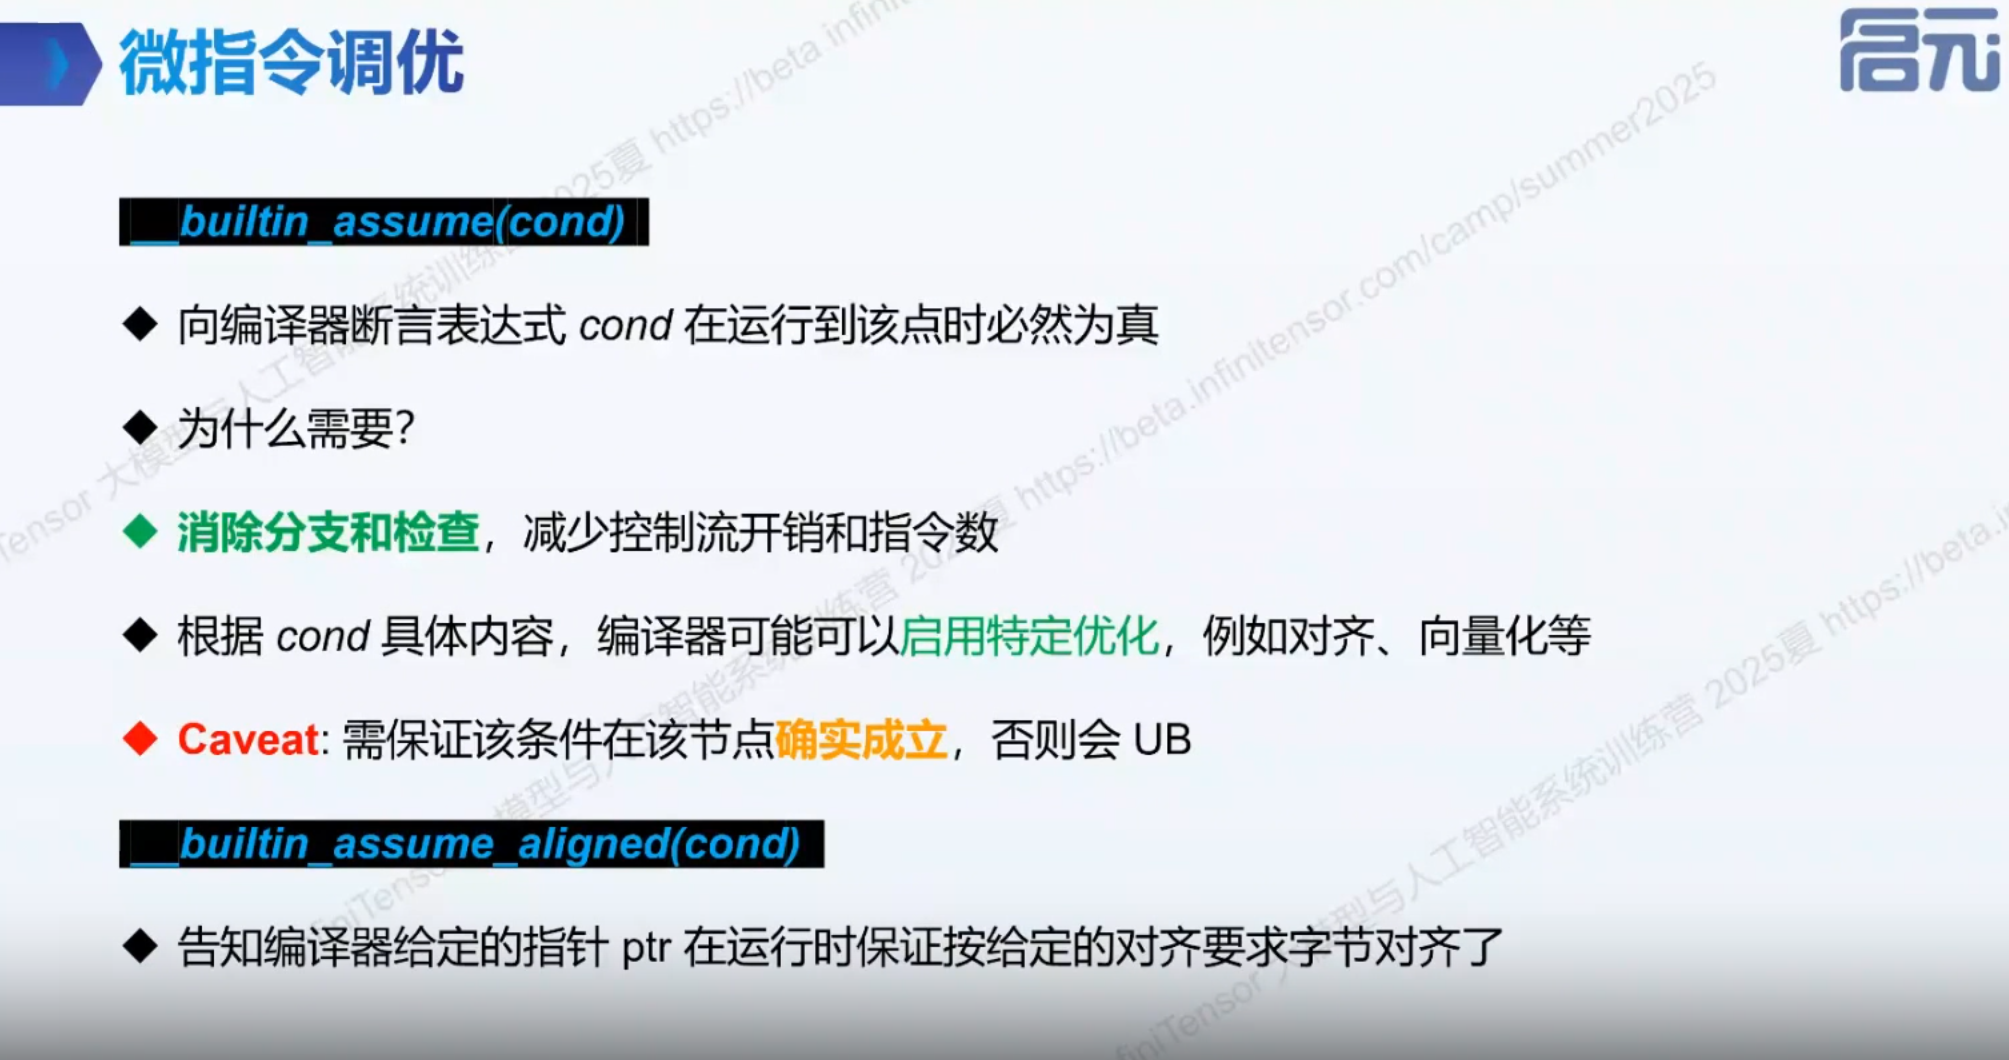 微指令调优
启元
__builtin_assume(cond)
向编译器断言表达式 cond 在运行到该点时必然为真
为什么需要?
消除分支和检查，减少控制流开销和指令数
根据 cond 具体内容，编译器可能可以启用特定优化，例如对齐、向量化等
Caveat: 需保证该条件在该节点确实成立，否则会 UB
__builtin_assume_aligned(cond)
告知编译器给定的指针 ptr 在运行时保证按给定的对齐要求字节对齐了
InfiniTensor 大模型与人工智能系统训练营 2025夏 https://beta.infinitensor.com/camp/summer2025